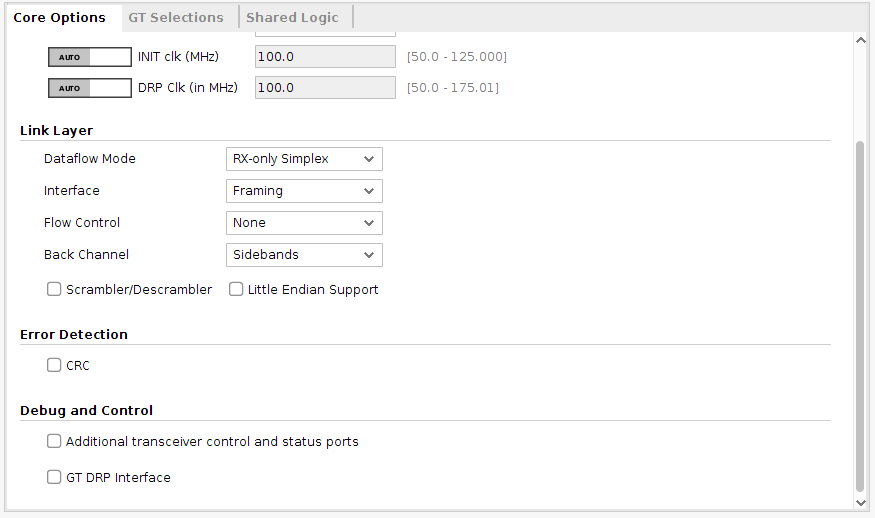 Core Options GT Selections Shared Logic
AUTO INIT clk (MHz) 100.0 [50.0 - 125.000]
AUTO DRP Clk (in MHz) 100.0 [50.0 - 175.01]
Link Layer
Dataflow Mode RX-only Simplex
Interface Framing
Flow Control None
Back Channel Sidebands
Scrambler/Descrambler Little Endian Support
Error Detection
CRC
Debug and Control
Additional transceiver control and status ports
GT DRP Interface